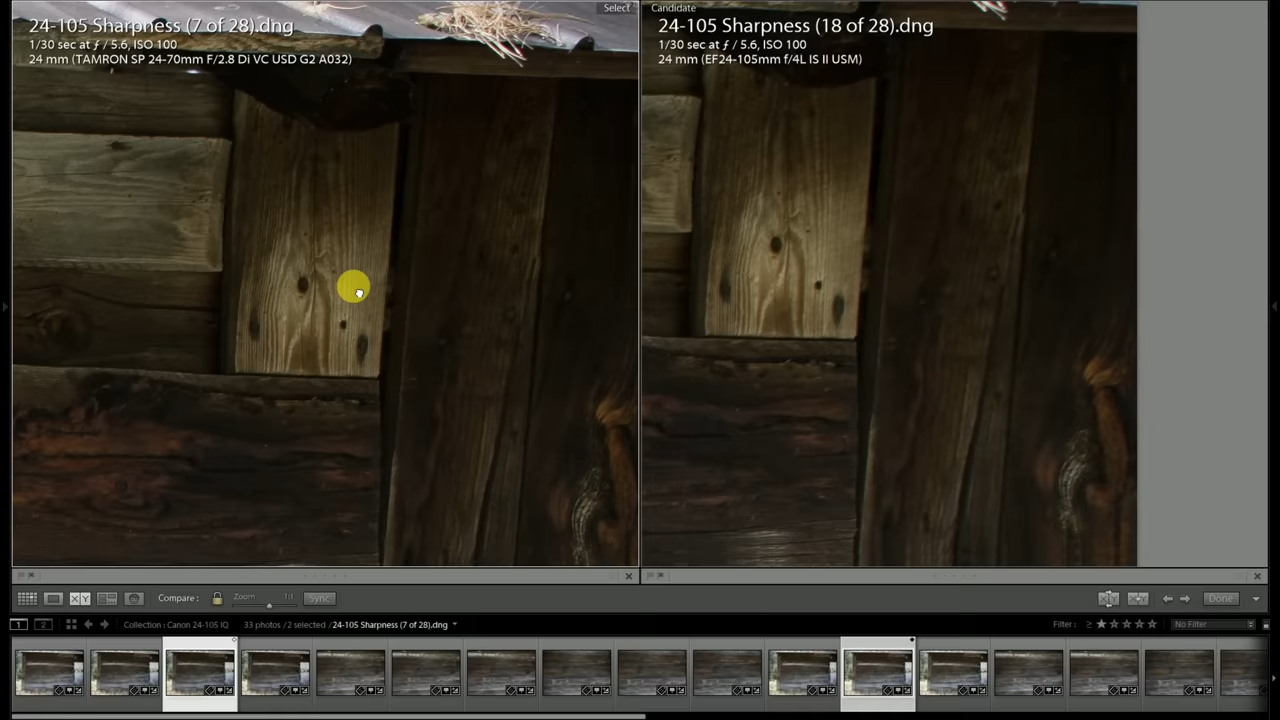 Select
24-105 Sharpness (7 of 28).dng
1/30 sec at ƒ / 5.6, ISO 100
24 mm (TAMRON SP 24-70mm F/2.8 Di VC USD G2 A032)
Candidate
24-105 Sharpness (18 of 28).dng
1/30 sec at ƒ / 5.6, ISO 100
24 mm (EF24-105mm f/4L IS II USM)
X Y Compare : Zoom 1:1 Sync Done
1 2 Collection : Canon 24-105 IQ 33 photos /2 selected /24-105 Sharpness (7 of 28).dng Filter : ≥ No Filter